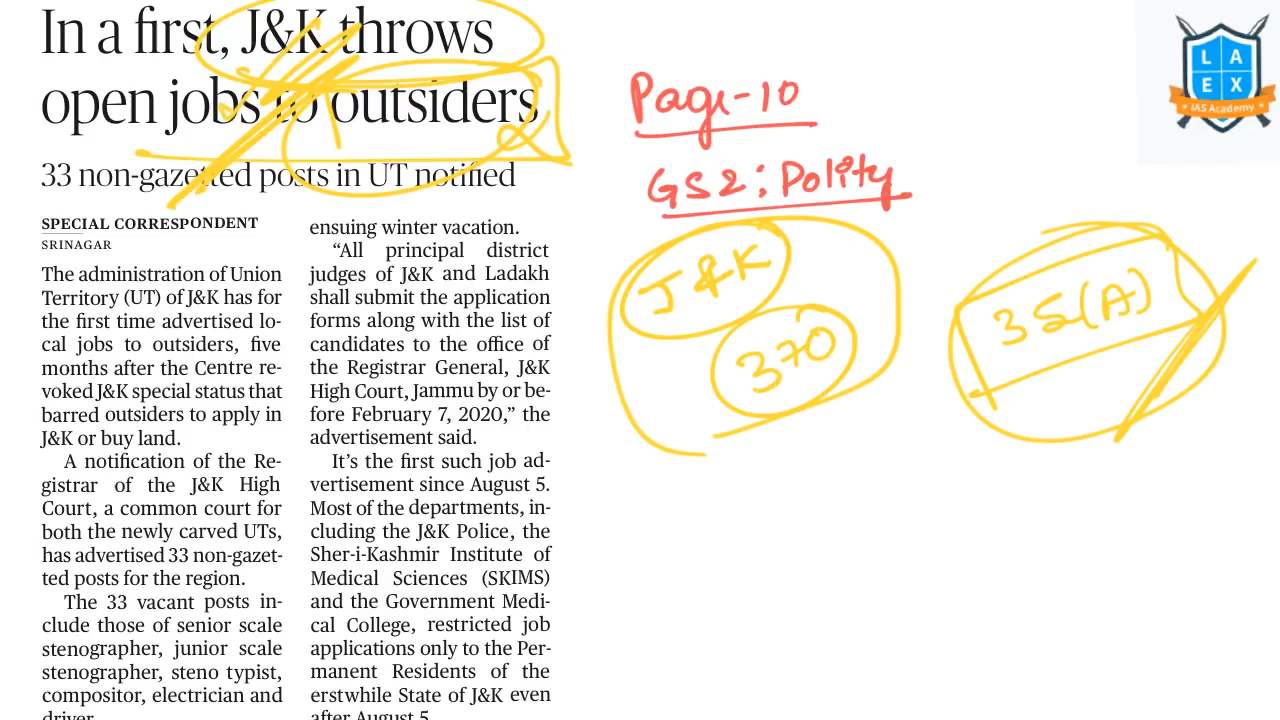 In a first, J&K throws
open jobs to outsiders
33 non-gazetted posts in UT notified
SPECIAL CORRESPONDENT
SRINAGAR
The administration of Union
Territory (UT) of J&K has for
the first time advertised lo-
cal jobs to outsiders, five
months after the Centre re-
voked J&K special status that
barred outsiders to apply in
J&K or buy land.
A notification of the Re-
gistrar of the J&K High
Court, a common court for
both the newly carved UTs,
has advertised 33 non-gazet-
ted posts for the region.
The 33 vacant posts in-
clude those of senior scale
stenographer, junior scale
stenographer, steno typist,
compositor, electrician and
driver
ensuing winter vacation.
“All principal district
judges of J&K and Ladakh
shall submit the application
forms along with the list of
candidates to the office of
the Registrar General, J&K
High Court, Jammu by or be-
fore February 7, 2020,” the
advertisement said.
It’s the first such job ad-
vertisement since August 5.
Most of the departments, in-
cluding the J&K Police, the
Sher-i-Kashmir Institute of
Medical Sciences (SKIMS)
and the Government Medi-
cal College, restricted job
applications only to the Per-
manent Residents of the
erstwhile State of J&K even
after August 5.
Page-10
GS2: Polity
J&K
370
35(A)
L A
E X
IAS Academy